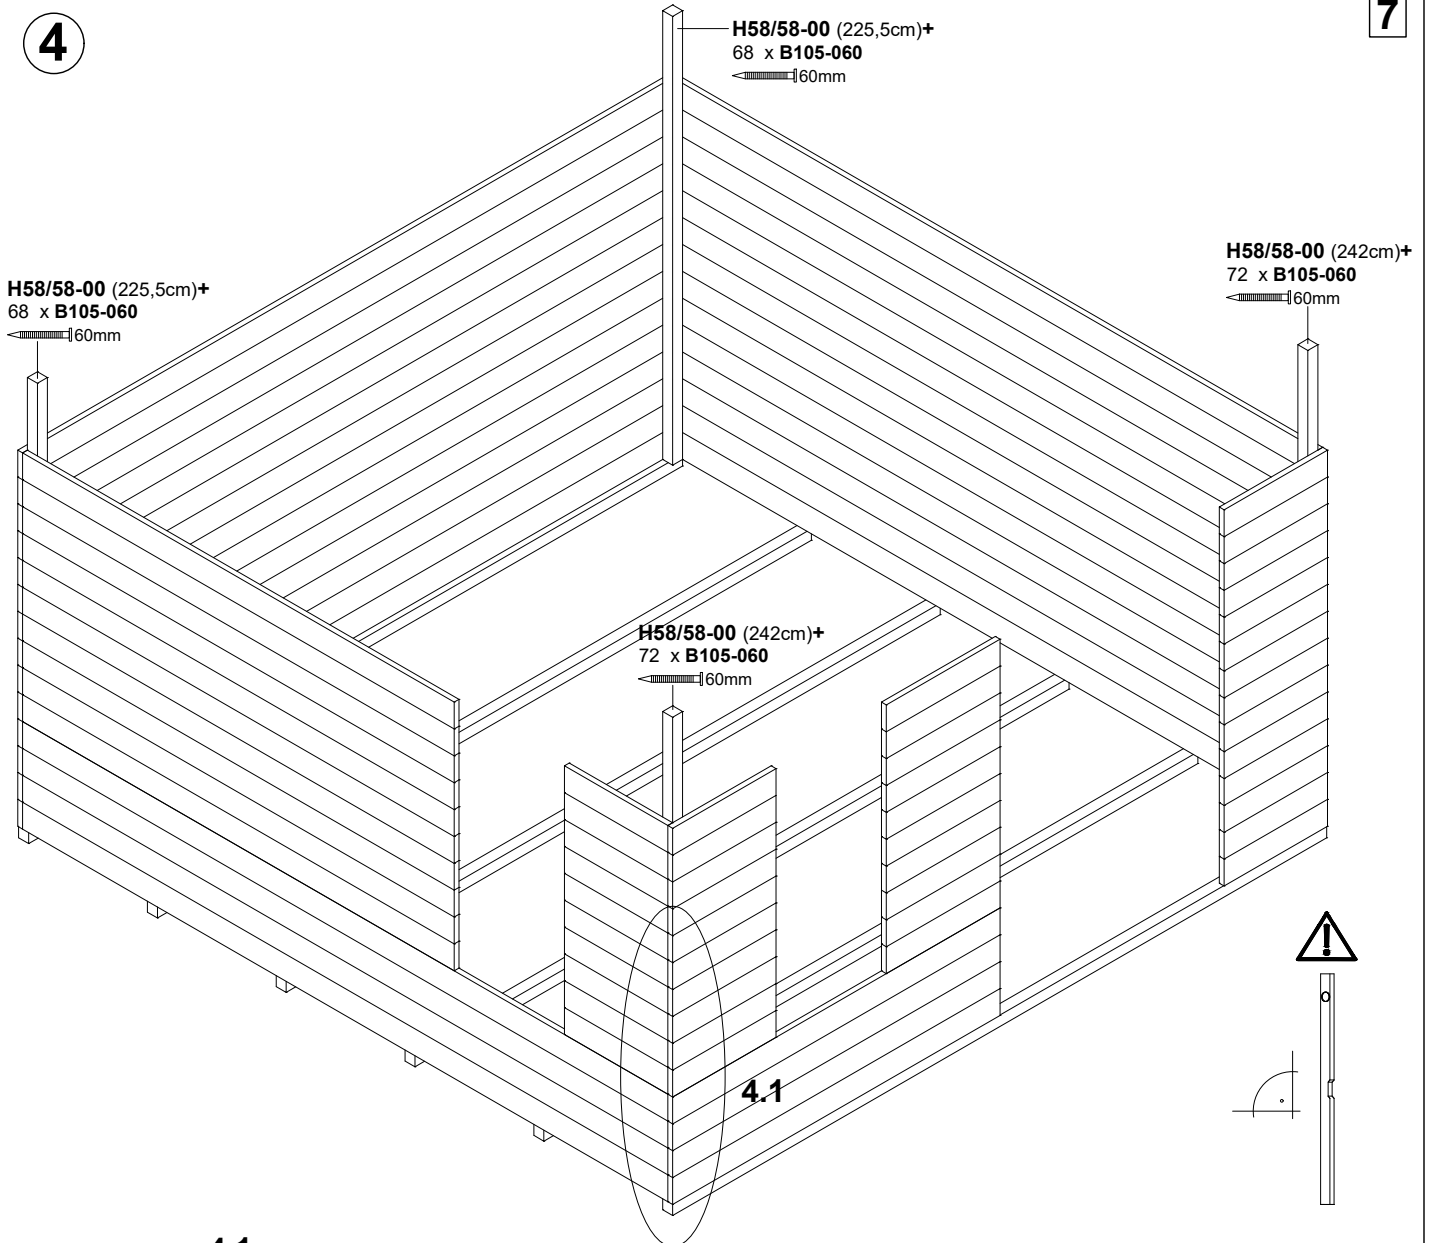 4
7
H58/58-00 (225,5cm)+
68 x B105-060
60mm
H58/58-00 (242cm)+
72 x B105-060
60mm
H58/58-00 (225,5cm)+
68 x B105-060
60mm
H58/58-00 (242cm)+
72 x B105-060
60mm
4.1
4.1